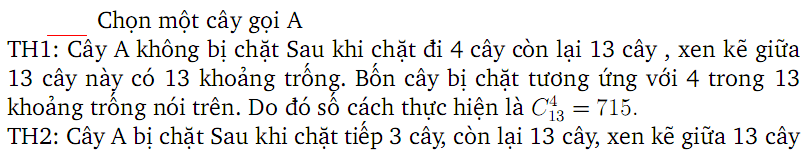 Chọn một cây gọi A
TH1: Cây A không bị chặt Sau khi chặt đi 4 cây còn lại 13 cây , xen kẽ giữa
13 cây này có 13 khoảng trống. Bốn cây bị chặt tương ứng với 4 trong 13
khoảng trống nói trên. Do đó số cách thực hiện là $C_{13}^4 = 715$.
TH2: Cây A bị chặt Sau khi chặt tiếp 3 cây, còn lại 13 cây, xen kẽ giữa 13 cây